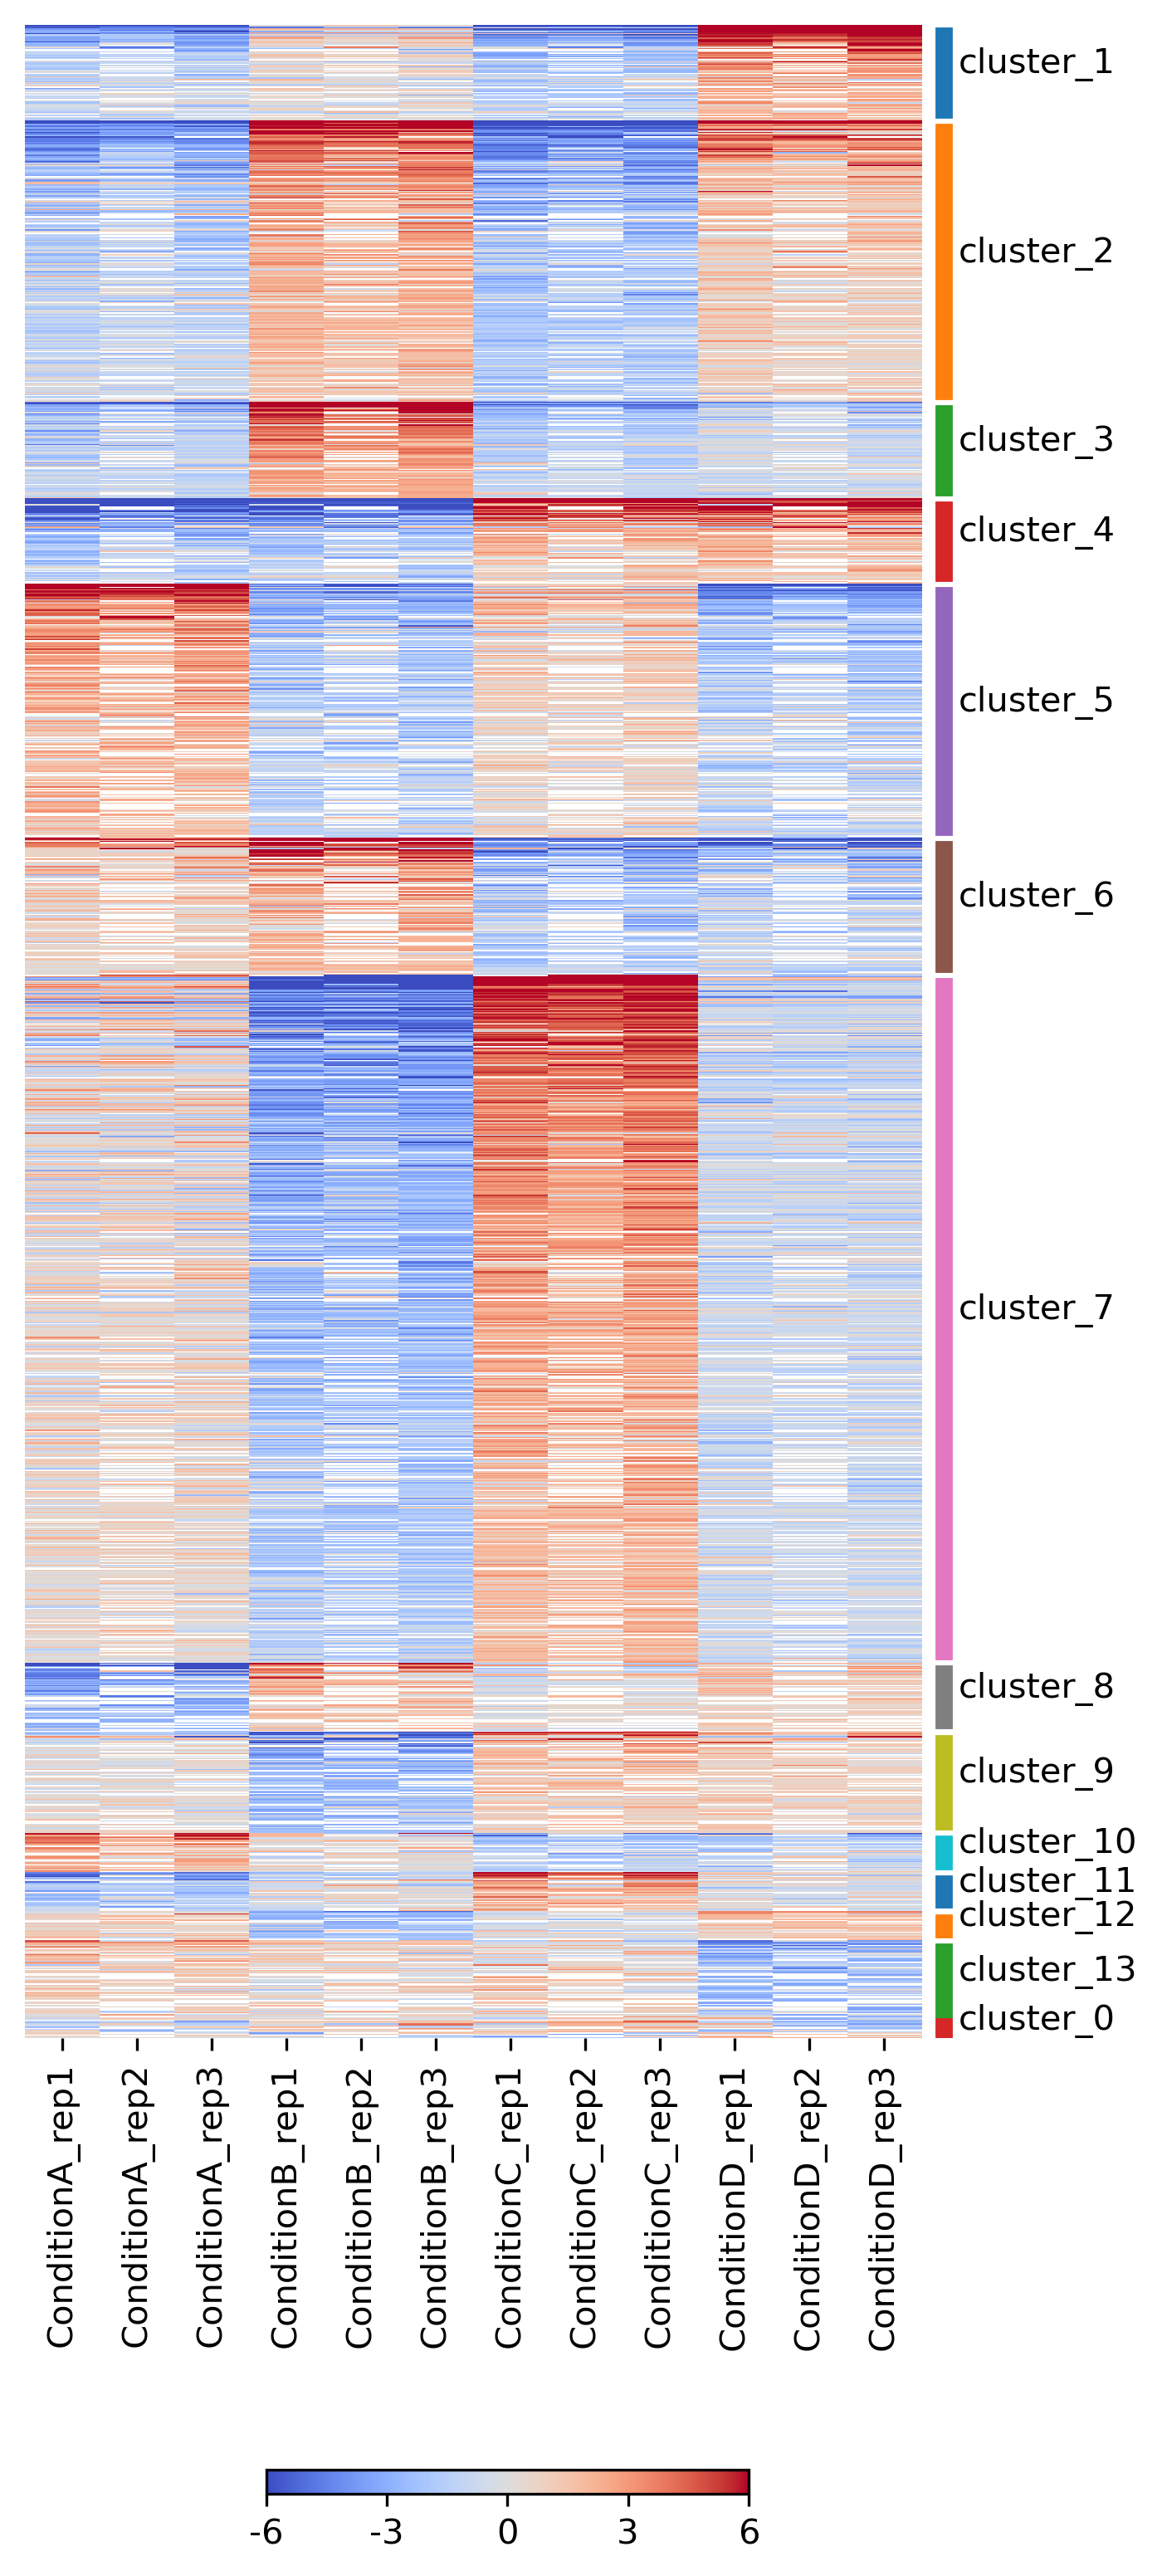 cluster_1
cluster_2
cluster_3
cluster_4
cluster_5
cluster_6
cluster_7
cluster_8
cluster_9
cluster_10
cluster_11
cluster_12
cluster_13
cluster_0
ConditionA_rep1
ConditionA_rep2
ConditionA_rep3
ConditionB_rep1
ConditionB_rep2
ConditionB_rep3
ConditionC_rep1
ConditionC_rep2
ConditionC_rep3
ConditionD_rep1
ConditionD_rep2
ConditionD_rep3
-6 -3 0 3 6